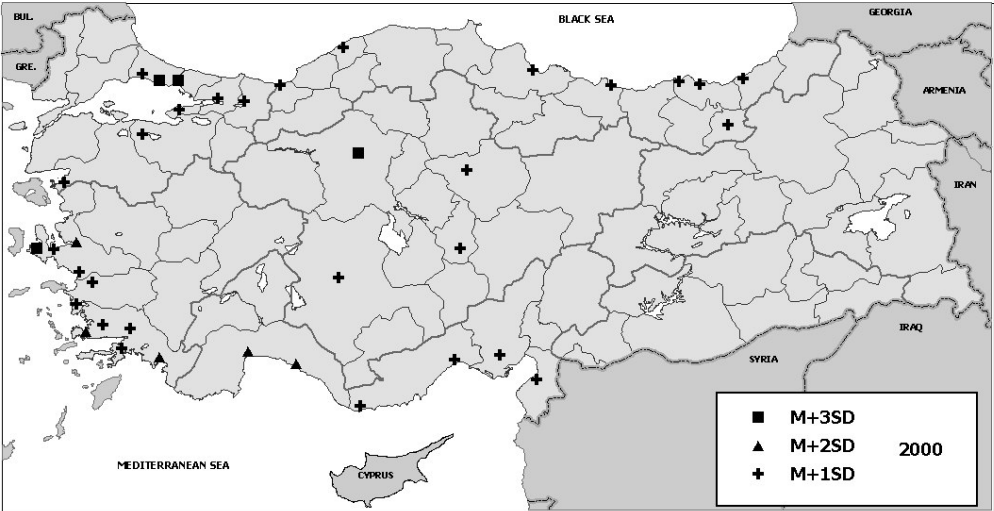 BUL.
BLACK SEA
GEORGIA
GRE.
ARMENIA
IRAN
IRAQ
SYRIA
M+3SD
M+2SD
2000
M+1SD
MEDITERRANEAN SEA
CYPRUS